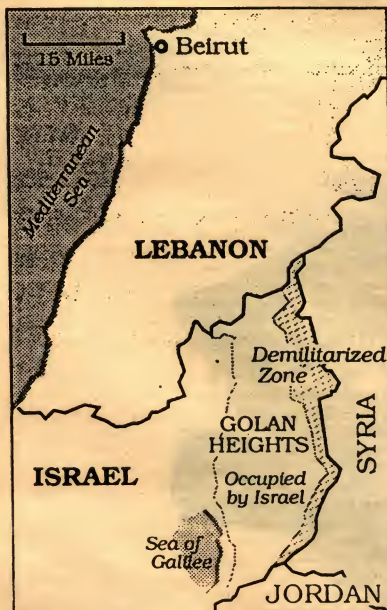 15 Miles
Beirut
Mediterranean
Sea
LEBANON
Demilitarized
Zone
SYRIA
GOLAN
HEIGHTS
ISRAEL
Occupied
by Israel
Sea of
Galilee
JORDAN